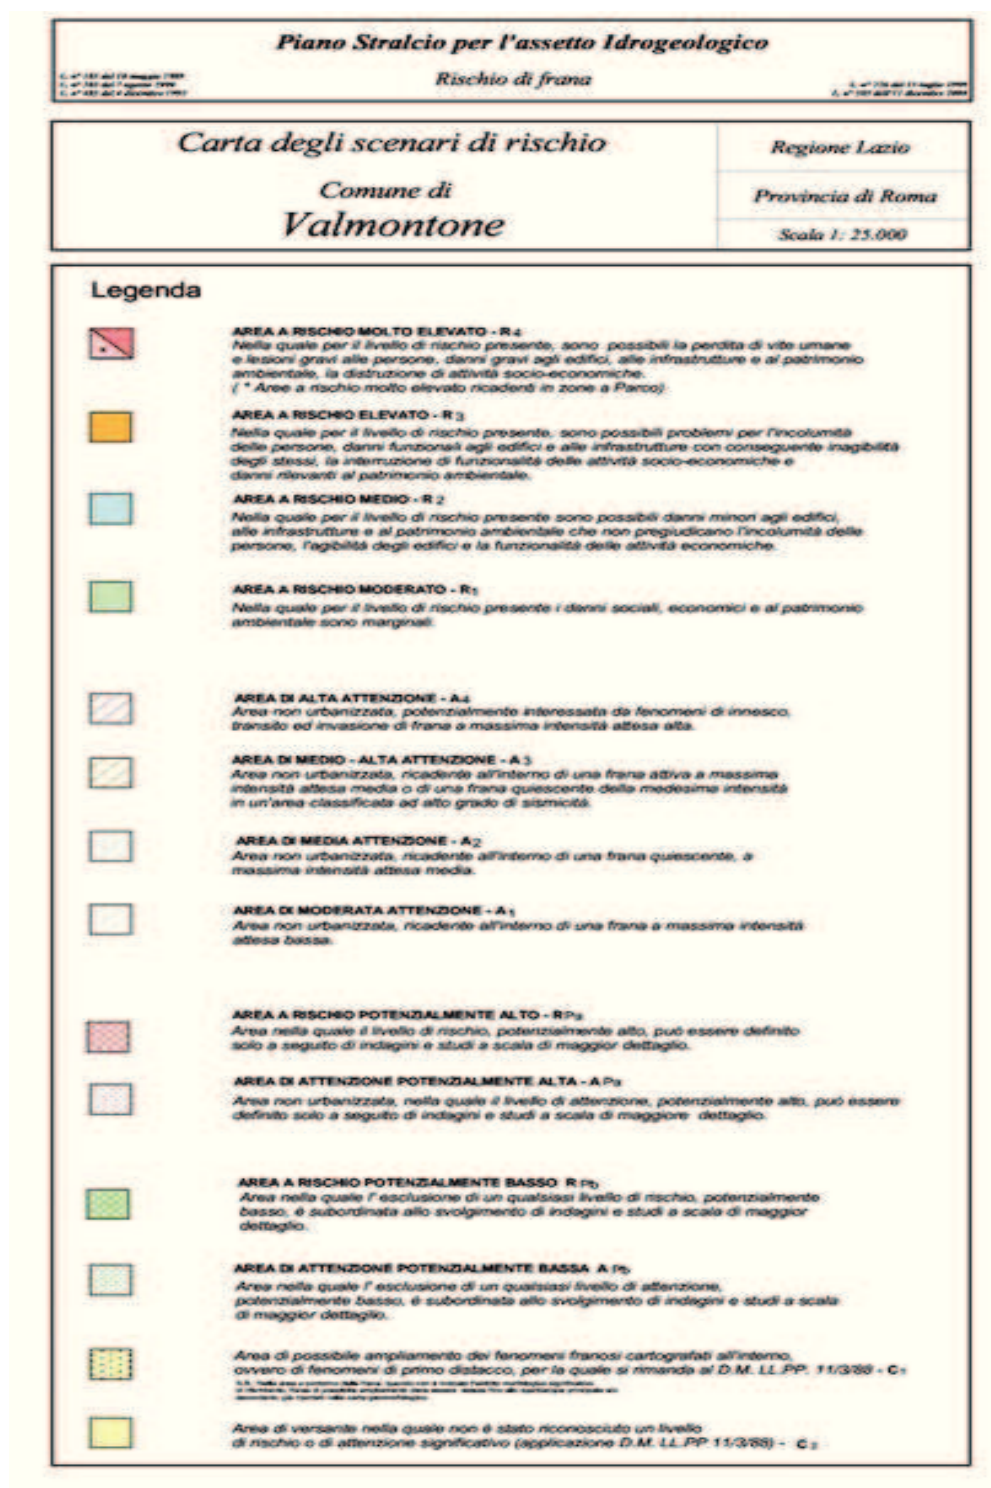 Piano Stralcio per l'assetto Idrogeologico
Rischio di frana
L. n° 183 del 18 maggio 1989
Carta degli scenari di rischio
Comune di
Valmontone
Regione Lazio
Provincia di Roma
Scala 1: 25.000
Legenda
AREA A RISCHIO MOLTO ELEVATO - R4
Nella quale per il livello di rischio presente, sono possibili la perdita di vite umane
e lesioni gravi alle persone, danni gravi agli edifici, alle infrastrutture e al patrimonio
ambientale, la distruzione di attività socio-economiche.
( * Aree a rischio molto elevato ricadenti in zone a Parco)
AREA A RISCHIO ELEVATO - R3
Nella quale per il livello di rischio presente, sono possibili problemi per l'incolumità
delle persone, danni funzionali agli edifici e alle infrastrutture con conseguente inagibilità
degli stessi, la interruzione di funzionalità delle attività socio-economiche e
danni rilevanti al patrimonio ambientale.
AREA A RISCHIO MEDIO - R2
Nella quale per il livello di rischio presente sono possibili danni minori agli edifici,
alle infrastrutture e al patrimonio ambientale che non pregiudicano l'incolumità delle
persone, l'agibilità degli edifici e la funzionalità delle attività economiche.
AREA A RISCHIO MODERATO - R1
Nella quale per il livello di rischio presente i danni sociali, economici e al patrimonio
ambientale sono marginali.
AREA DI ALTA ATTENZIONE - A4
Area non urbanizzata, potenzialmente interessata da fenomeni di innesco,
transito ed invasione di frana a massima intensità attesa alta.
AREA DI MEDIO - ALTA ATTENZIONE - A3
Area non urbanizzata, ricadente all'interno di una frana attiva a massima
intensità attesa media o di una frana quiescente della medesima intensità
in un'area classificata ad alto grado di sismicità.
AREA DI MEDIA ATTENZIONE - A2
Area non urbanizzata, ricadente all'interno di una frana quiescente, a
massima intensità attesa media.
AREA DI MODERATA ATTENZIONE - A1
Area non urbanizzata, ricadente all'interno di una frana a massima intensità
attesa bassa.
AREA A RISCHIO POTENZIALMENTE ALTO - RPa
Area nella quale il livello di rischio, potenzialmente alto, può essere definito
solo a seguito di indagini e studi a scala di maggior dettaglio.
AREA DI ATTENZIONE POTENZIALMENTE ALTA - APa
Area non urbanizzata, nella quale il livello di attenzione, potenzialmente alto, può essere
definito solo a seguito di indagini e studi a scala di maggiore dettaglio.
AREA A RISCHIO POTENZIALMENTE BASSO RPb
Area nella quale l' esclusione di un qualsiasi livello di rischio, potenzialmente
basso, è subordinata allo svolgimento di indagini e studi a scala di maggior
dettaglio.
AREA DI ATTENZIONE POTENZIALMENTE BASSA APb
Area nella quale l' esclusione di un qualsiasi livello di attenzione,
potenzialmente basso, è subordinata allo svolgimento di indagini e studi a scala
di maggior dettaglio.
Area di possibile ampliamento dei fenomeni franosi cartografati all'interno,
ovvero di fenomeni di primo distacco, per la quale si rimanda al D.M. LL.PP. 11/3/88 - C1
Area di versante nella quale non è stato riconosciuto un livello
di rischio o di attenzione significativo (applicazione D.M. LL.PP. 11/3/88) - C2